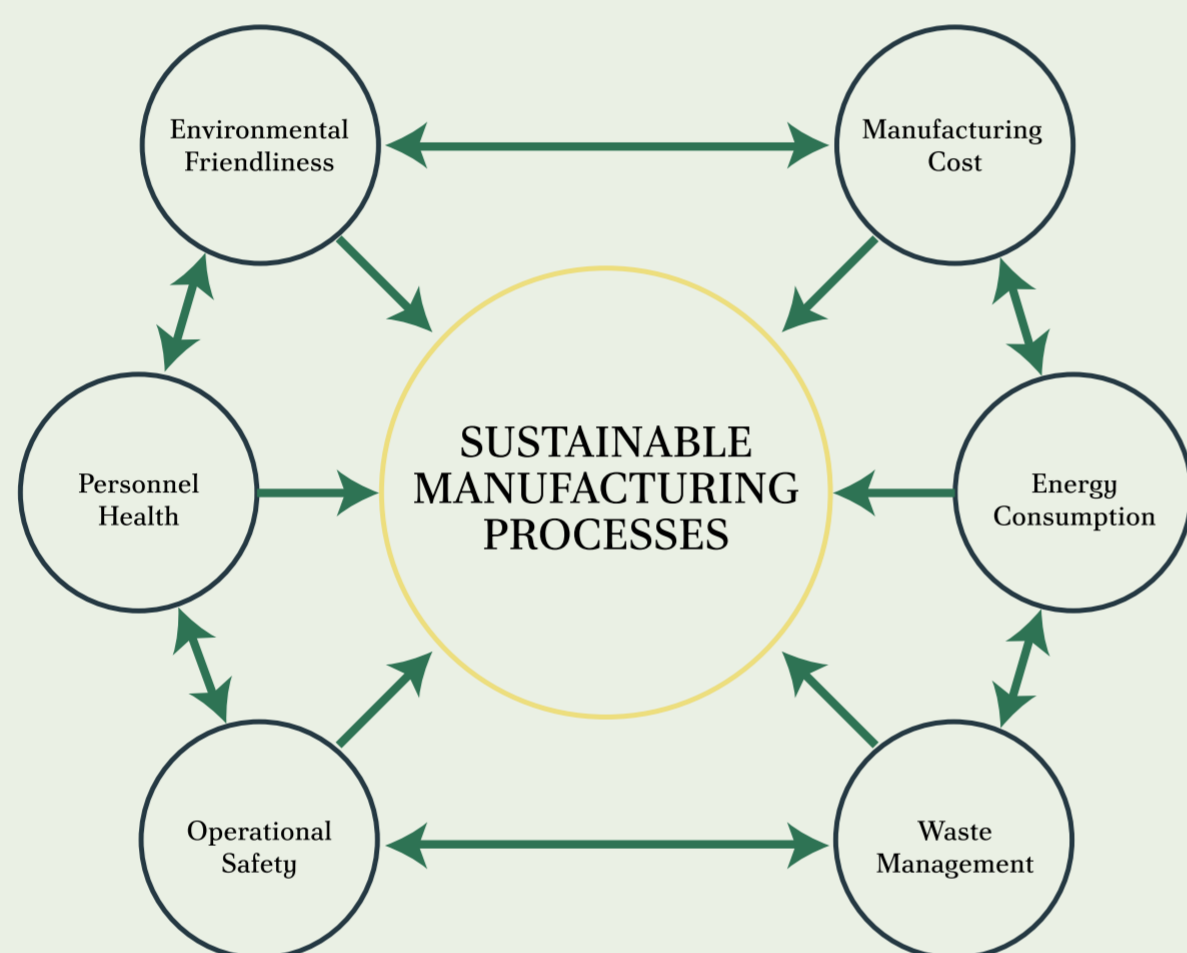 Environmental
Friendliness
Manufacturing
Cost
SUSTAINABLE
MANUFACTURING
PROCESSES
Personnel
Health
Energy
Consumption
Operational
Safety
Waste
Management